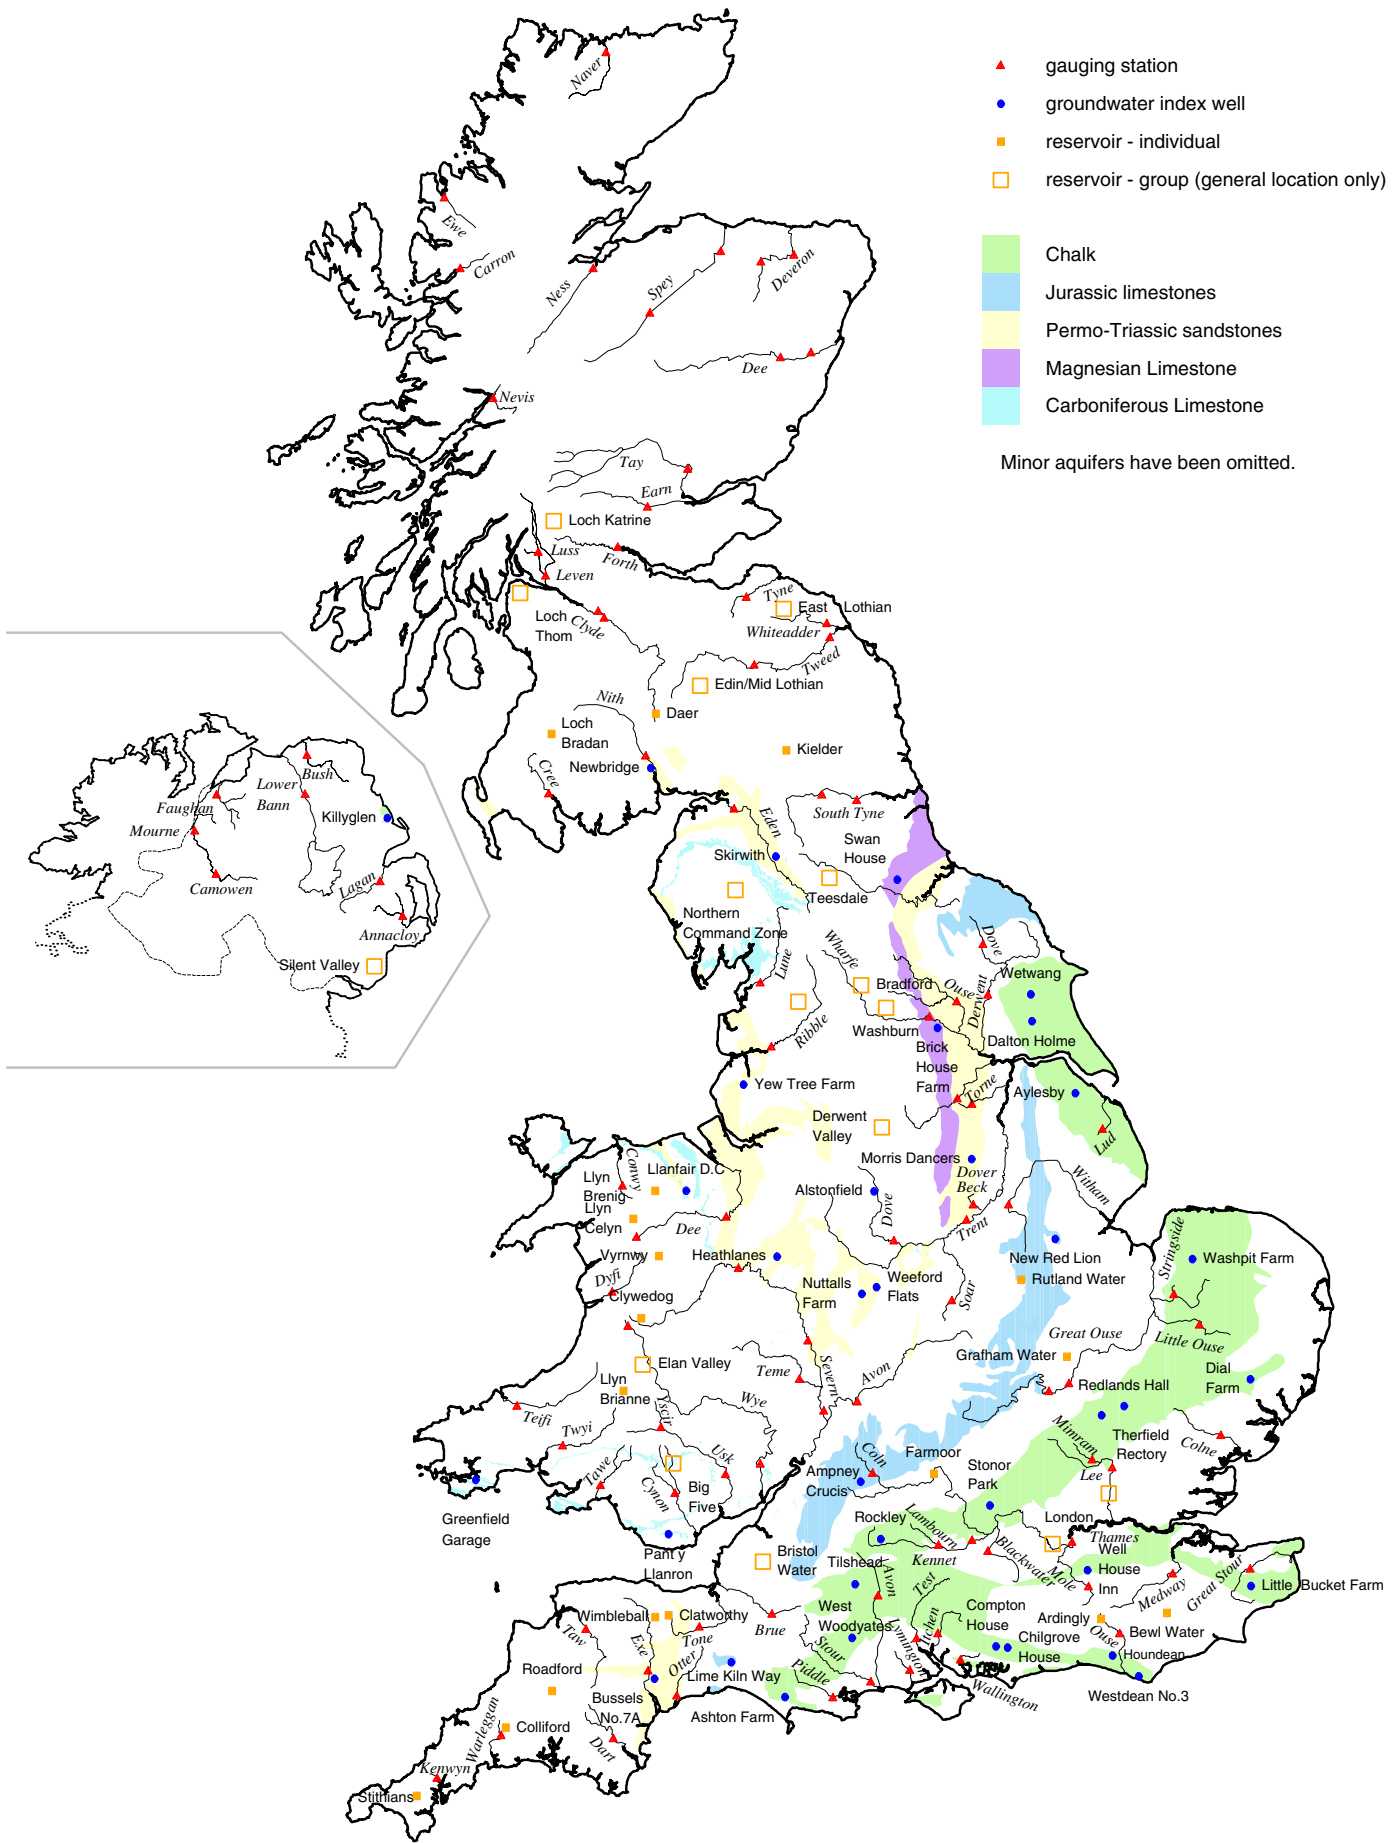 gauging station
groundwater index well
reservoir - individual
reservoir - group (general location only)
Chalk
Jurassic limestones
Permo-Triassic sandstones
Magnesian Limestone
Carboniferous Limestone
Minor aquifers have been omitted.
Naver
Ewe
Carron
Ness
Spey
Deveron
Dee
Nevis
Tay
Earn
Loch Katrine
Luss
Forth
Leven
Loch
Thom
Clyde
Tyne
East Lothian
Whiteadder
Tweed
Edin/Mid Lothian
Nith
Daer
Loch
Bradan
Kielder
Newbridge
Cree
Bush
Lower
Bann
Faughan
Mourne
Killyglen
Camowen
Lagan
Annacloy
Silent Valley
Eden
South Tyne
Swan
House
Skirwith
Teesdale
Northern
Command Zone
Lune
Wharfe
Dove
Wetwang
Bradford
Ouse
Derwent
Ribble
Washburn
Brick
House
Farm
Dalton Holme
Yew Tree Farm
Torne
Aylesby
Lud
Derwent
Valley
Morris Dancers
Dover
Beck
Witham
Conwy
Llanfair D.C
Llyn
Brenig
Llyn
Celyn
Alstonfield
Dove
Dee
Trent
Vyrnwy
Heathlanes
New Red Lion
Rutland Water
Stringside
Washpit Farm
Dyfi
Nuttalls
Farm
Weeford
Flats
Soar
Clywedog
Great Ouse
Little Ouse
Grafham Water
Elan Valley
Teme
Severn
Avon
Dial
Farm
Redlands Hall
Llyn
Brianne
Teifi
Twyi
Yscir
Wye
Mimram
Therfield
Rectory
Colne
Coln
Farmoor
Usk
Tawe
Cynon
Big
Five
Ampney
Crucis
Stonor
Park
Lee
Greenfield
Garage
Rockley
Lambourn
London
Thames
Pant y
Llanron
Bristol
Water
Tilshead
Kennet
Blackwater
Well
House
Inn
Mole
Avon
Test
Medway
Great Stour
Little Bucket Farm
Wimbleball
Clatworthy
West
Woodyates
Compton
House
Chilgrove
House
Ardingly
Bewl Water
Taw
Exe
Tone
Brue
Stour
Lymington
Itchen
Ouse
Houndean
Otter
Lime Kiln Way
Piddle
Roadford
Bussels
No.7A
Ashton Farm
Wallington
Westdean No.3
Warleggan
Colliford
Dart
Kenwyn
Stithians